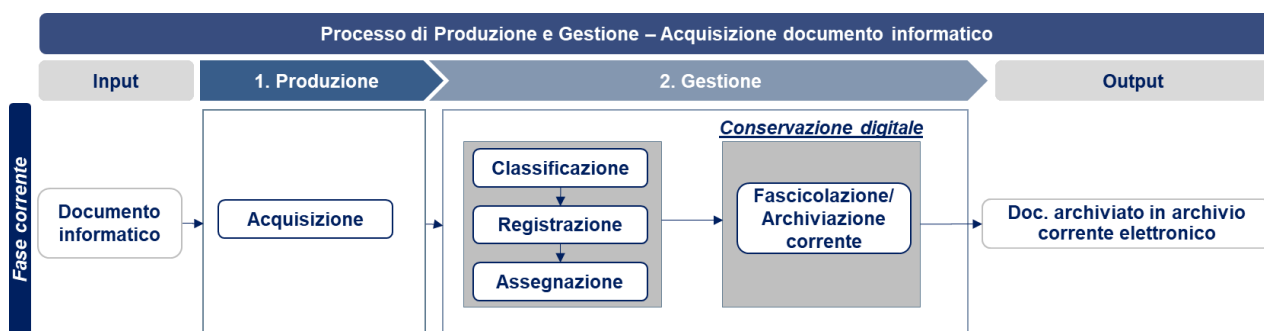 Processo di Produzione e Gestione – Acquisizione documento informatico
Input
1. Produzione
2. Gestione
Output
Fase corrente
Documento
informatico
Acquisizione
Classificazione
Registrazione
Assegnazione
Conservazione digitale
Fascicolazione/
Archiviazione
corrente
Doc. archiviato in archivio
corrente elettronico